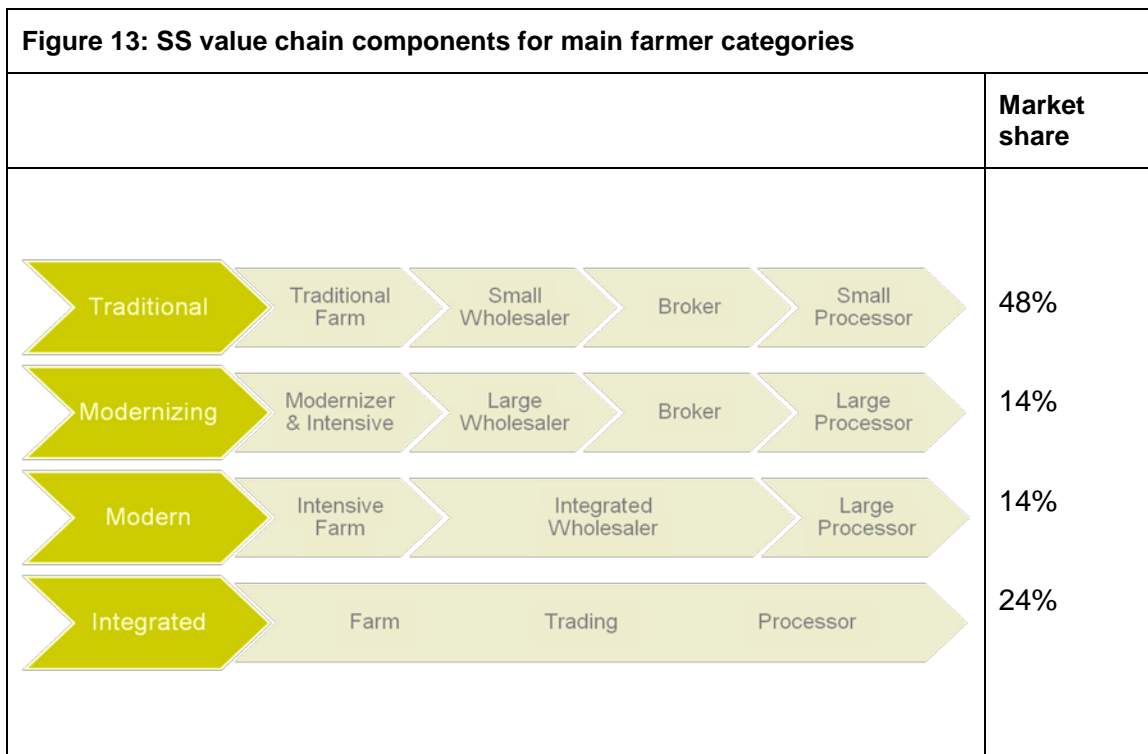 Figure 13: SS value chain components for main farmer categories
Market
share
Traditional
Traditional
Farm
Small
Wholesaler
Broker
Small
Processor
48%
Modernizing
Modernizer
& Intensive
Large
Wholesaler
Broker
Large
Processor
14%
Modern
Intensive
Farm
Integrated
Wholesaler
Large
Processor
14%
Integrated
Farm
Trading
Processor
24%